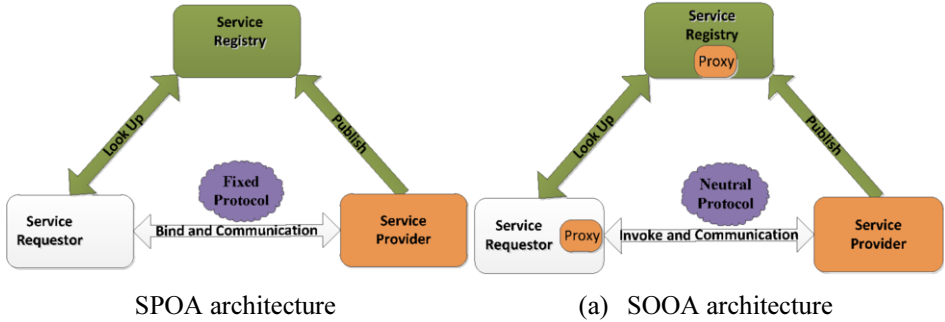 Service
Registry
Look Up
Publish
Fixed
Protocol
Service
Requestor
Bind and Communication
Service
Provider
SPOA architecture
Service
Registry
Proxy
Look Up
Publish
Neutral
Protocol
Service
Requestor
Proxy
Invoke and Communication
Service
Provider
(a) SOOA architecture